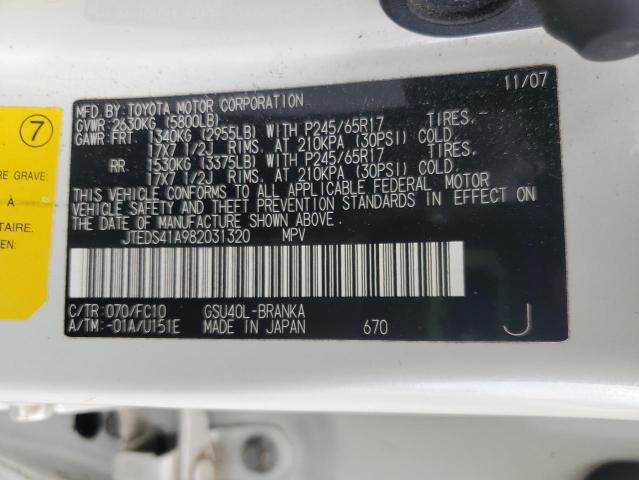 11/07
MFD. BY: TOYOTA MOTOR CORPORATION
GVWR 2630KG (5800LB)
GAWR: FRT. 1340KG (2955LB) WITH P245/65R17 TIRES.
17X7 1/2J RIMS. AT 210KPA (30PSI) COLD.
RR. 1530KG (3375LB) WITH P245/65R17 TIRES.
17X7 1/2J RIMS. AT 210KPA (30PSI) COLD.
THIS VEHICLE CONFORMS TO ALL APPLICABLE FEDERAL MOTOR
VEHICLE SAFETY AND THEFT PREVENTION STANDARDS IN EFFECT ON
THE DATE OF MANUFACTURE SHOWN ABOVE.
JTEDS41A982031320 MPV
C/TR: 070/FC10 GSU40L-BRANKA
A/TM: -01A/U151E MADE IN JAPAN 670 J
7
RE GRAVE:
TAIRE.
EN: